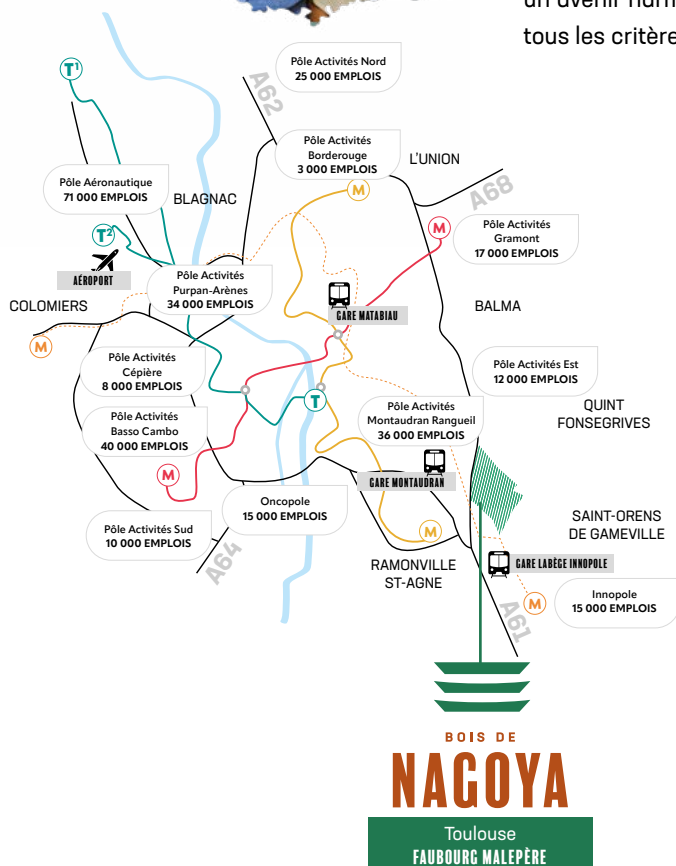 un avenir
tous les critère
Pôle Activités Nord
25 000 EMPLOIS
T1
A62
Pôle Activités
Borderouge
3 000 EMPLOIS
M
L'UNION
A68
Pôle Aéronautique
71 000 EMPLOIS
BLAGNAC
M
Pôle Activités
Gramont
17 000 EMPLOIS
T2
AÉROPORT
Pôle Activités
Purpan-Arènes
34 000 EMPLOIS
COLOMIERS
M
GARE MATABIAU
BALMA
Pôle Activités
Cépière
8 000 EMPLOIS
Pôle Activités Est
12 000 EMPLOIS
T
Pôle Activités
Basso Cambo
40 000 EMPLOIS
Pôle Activités
Montaudran Rangueil
36 000 EMPLOIS
QUINT
FONSEGRIVES
M
GARE MONTAUDRAN
Oncopole
15 000 EMPLOIS
Pôle Activités Sud
10 000 EMPLOIS
A64
M
SAINT-ORENS
DE GAMEVILLE
RAMONVILLE
ST-AGNE
GARE LABÈGE INNOPOLE
M
Innopole
15 000 EMPLOIS
A61
BOIS DE
NAGOYA
Toulouse
FAUBOURG MALEPÈRE